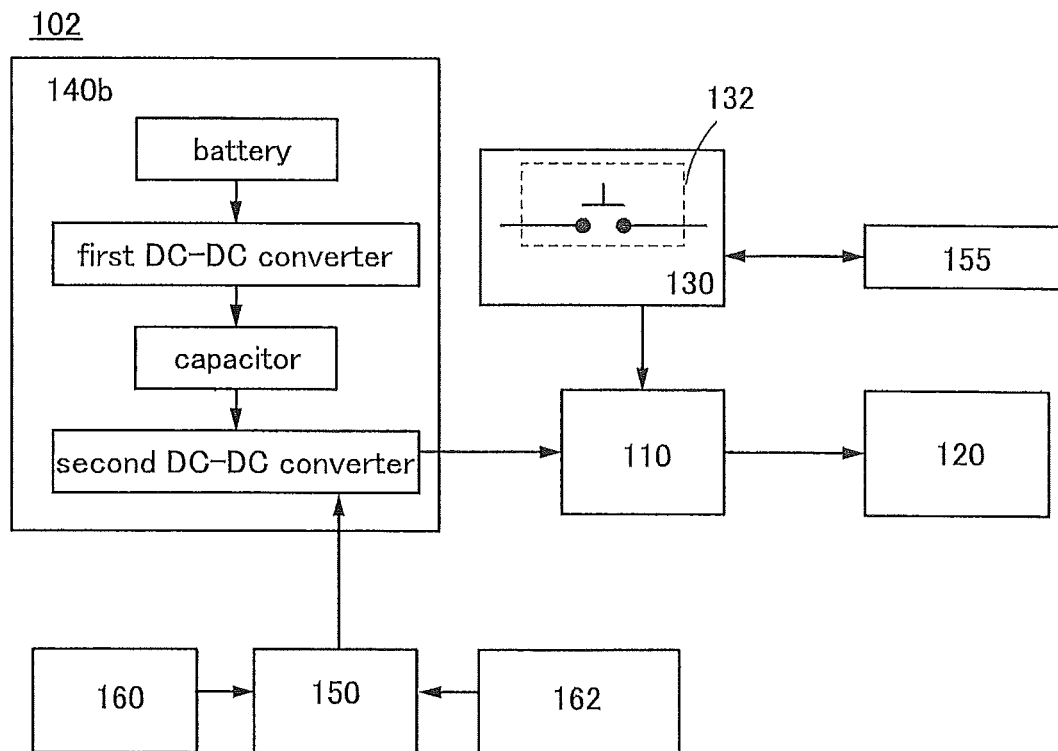 102
140b
battery
first DC-DC converter
capacitor
second DC-DC converter
132
130
155
110
120
160
150
162